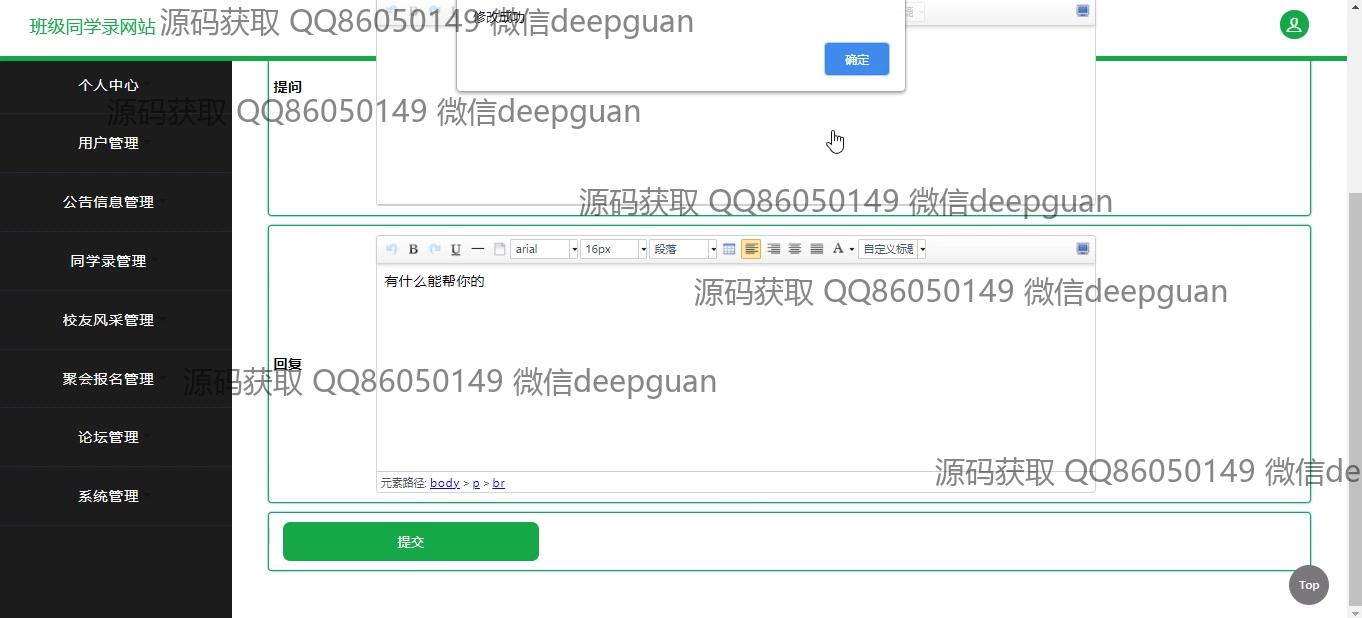 班级同学录网站
源码获取 QQ86050149 微信deepguan
修改成功
确定
个人中心
提问
源码获取 QQ86050149 微信deepguan
用户管理
公告信息管理
源码获取 QQ86050149 微信deepguan
同学录管理
B U arial 16px 段落 A 自定义标题
有什么能帮你的
源码获取 QQ86050149 微信deepguan
校友风采管理
回复
聚会报名管理
源码获取 QQ86050149 微信deepguan
论坛管理
源码获取 QQ86050149 微信de
元素路径: body > p > br
系统管理
提交
Top